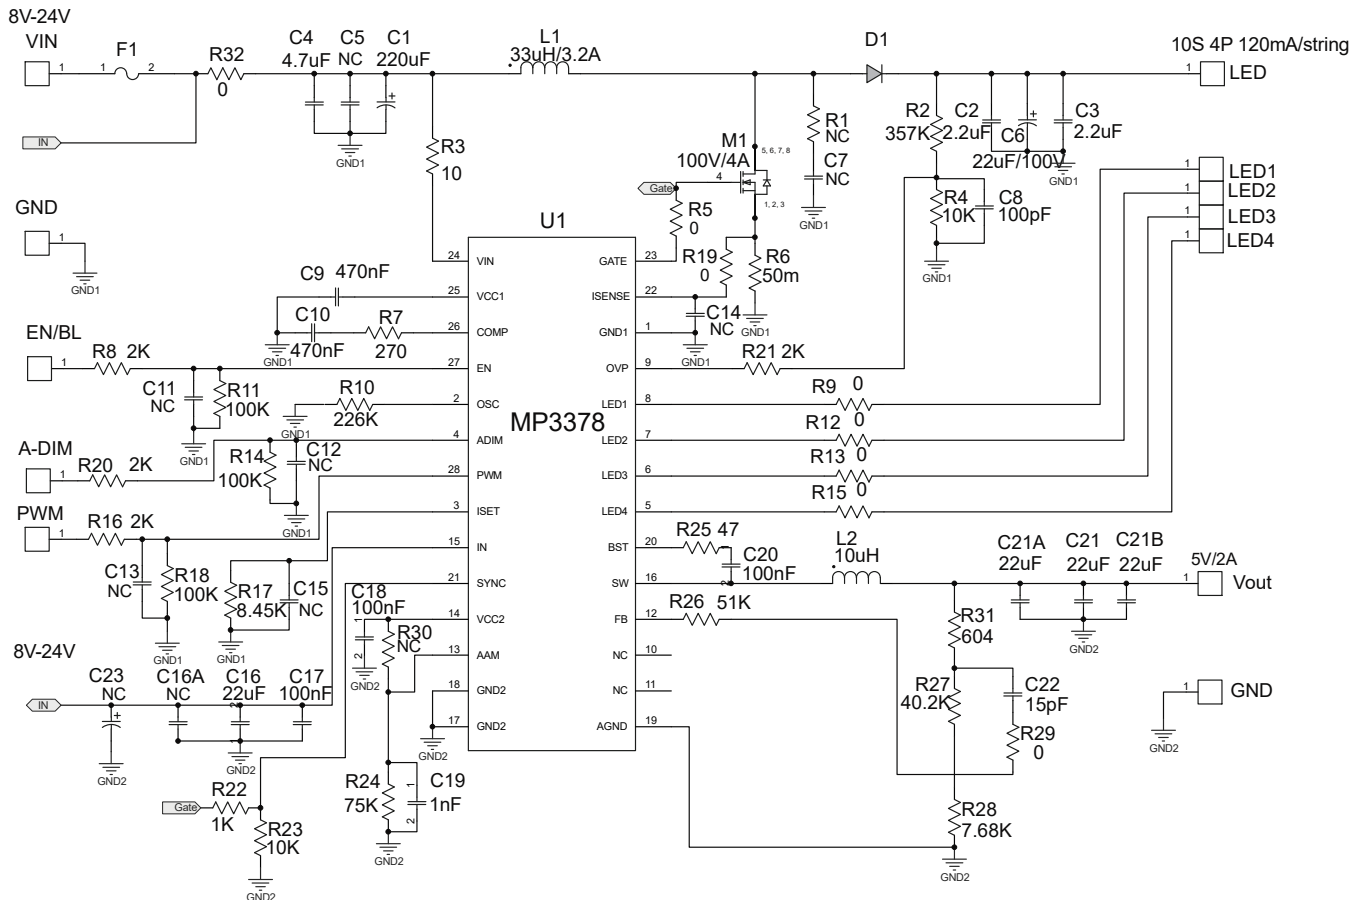 8V-24V
VIN
1
F1
1
2
R32
0
C4
4.7uF
C5
NC
C1
220uF
+
L1
33uH/3.2A
D1
10S 4P 120mA/string
1
LED
IN
GND1
R3
10
M1
100V/4A
5, 6, 7, 8
4
1, 2, 3
Gate
R5
0
R1
NC
C7
NC
GND1
R2
357K
C2
2.2uF
C6
22uF/100V
+
C3
2.2uF
GND1
R4
10K
C8
100pF
GND1
1
LED1
1
LED2
1
LED3
1
LED4
GND
1
GND1
U1
MP3378
24
VIN
25
VCC1
26
COMP
27
EN
2
OSC
4
ADIM
28
PWM
3
ISET
15
IN
21
SYNC
14
VCC2
13
AAM
18
GND2
17
GND2
GATE
23
ISENSE
22
GND1
1
OVP
9
LED1
8
LED2
7
LED3
6
LED4
5
BST
20
SW
16
FB
12
NC
10
NC
11
AGND
19
R19
0
R6
50m
GND1
C14
NC
GND1
R21 2K
R9
0
R12
0
R13
0
R15
0
C9
470nF
C10
470nF
R7
270
GND1
EN/BL
1
R8 2K
C11
NC
R11
100K
GND1
R10
226K
GND1
A-DIM
1
R20
2K
R14
100K
C12
NC
GND1
PWM
1
R16 2K
C13
NC
R18
100K
GND1
R17
8.45K
C15
NC
GND1
C18
100nF
1
2
GND2
R30
NC
8V-24V
IN
C23
NC
+
GND2
C16A
NC
C16
22uF
2
1
C17
100nF
GND2
GND2
Gate
R22
1K
R23
10K
GND2
R24
75K
C19
1nF
1
2
GND2
R25 47
C20
100nF
1
2
R26
51K
L2
10uH
R31
604
C21A
22uF
C21
22uF
C21B
22uF
GND2
5V/2A
1
Vout
R27
40.2K
C22
15pF
R29
0
R28
7.68K
GND2
1
GND
GND2